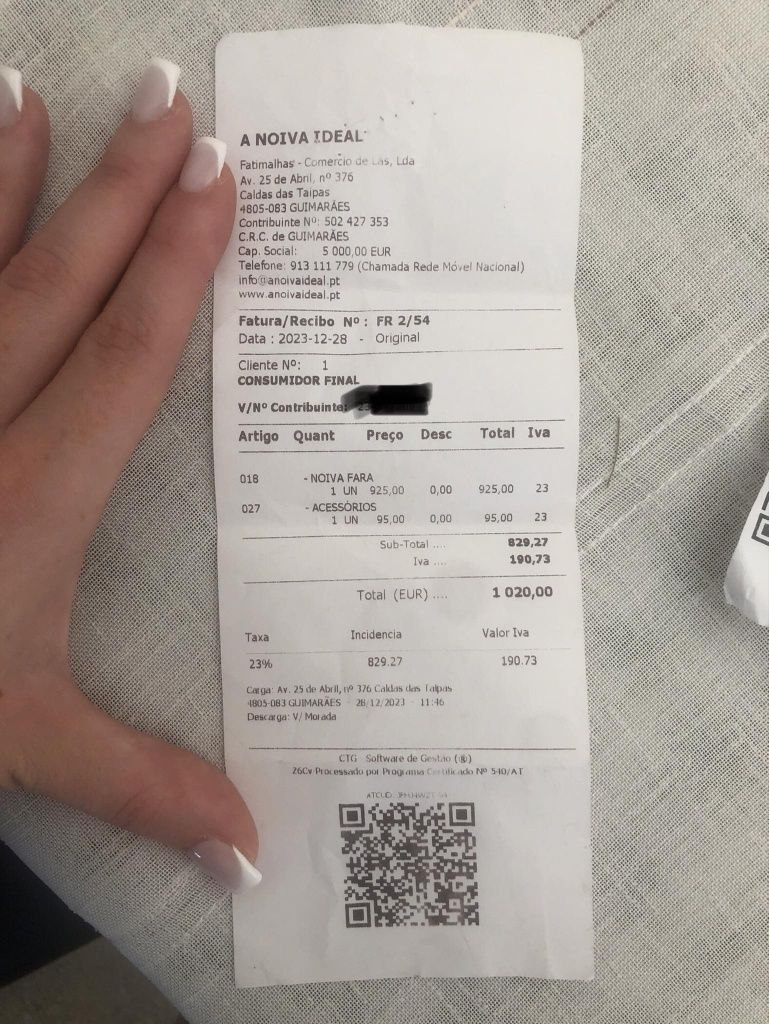 A NOIVA IDEAL
Fatimalhas - Comercio de Lãs, Lda
Av. 25 de Abril, nº 376
Caldas das Taipas
4805-083 GUIMARÃES
Contribuinte Nº: 502 427 353
C.R.C. de GUIMARÃES
Cap. Social: 5 000,00 EUR
Telefone: 913 111 779 (Chamada Rede Móvel Nacional)
info@anoivaideal.pt
www.anoivaideal.pt
Fatura/Recibo Nº : FR 2/54
Data : 2023-12-28 - Original
Cliente Nº: 1
CONSUMIDOR FINAL
V/Nº Contribuinte:
Artigo Quant Preço Desc Total Iva
018 - NOIVA FARA
1 UN 925,00 0,00 925,00 23
027 - ACESSÓRIOS
1 UN 95,00 0,00 95,00 23
Sub-Total .... 829,27
Iva .... 190,73
Total (EUR) .... 1 020,00
Taxa Incidencia Valor Iva
23% 829.27 190.73
Carga: Av. 25 de Abril, nº 376 Caldas das Taipas
4805-083 GUIMARÃES - 28/12/2023 - 11:46
Descarga: V/ Morada
CTG Software de Gestão
Z6Cv-Processado por Programa Certificado Nº 540/AT
ATCUD: